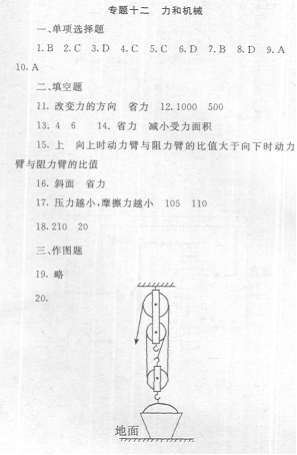 专题十二 力和机械
一、单项选择题
1.B 2.C 3.D 4.C 5.C 6.D 7.B 8.D 9.A
10.A
二、填空题
11. 改变力的方向 省力 12.1000 500
13. 4 6 14. 省力 减小受力面积
15. 上 向上时动力臂与阻力臂的比值大于向下时动力
臂与阻力臂的比值
16. 斜面 省力
17. 压力越小,摩擦力越小 105 110
18.210 20
三、作图题
19. 略
20.
地面